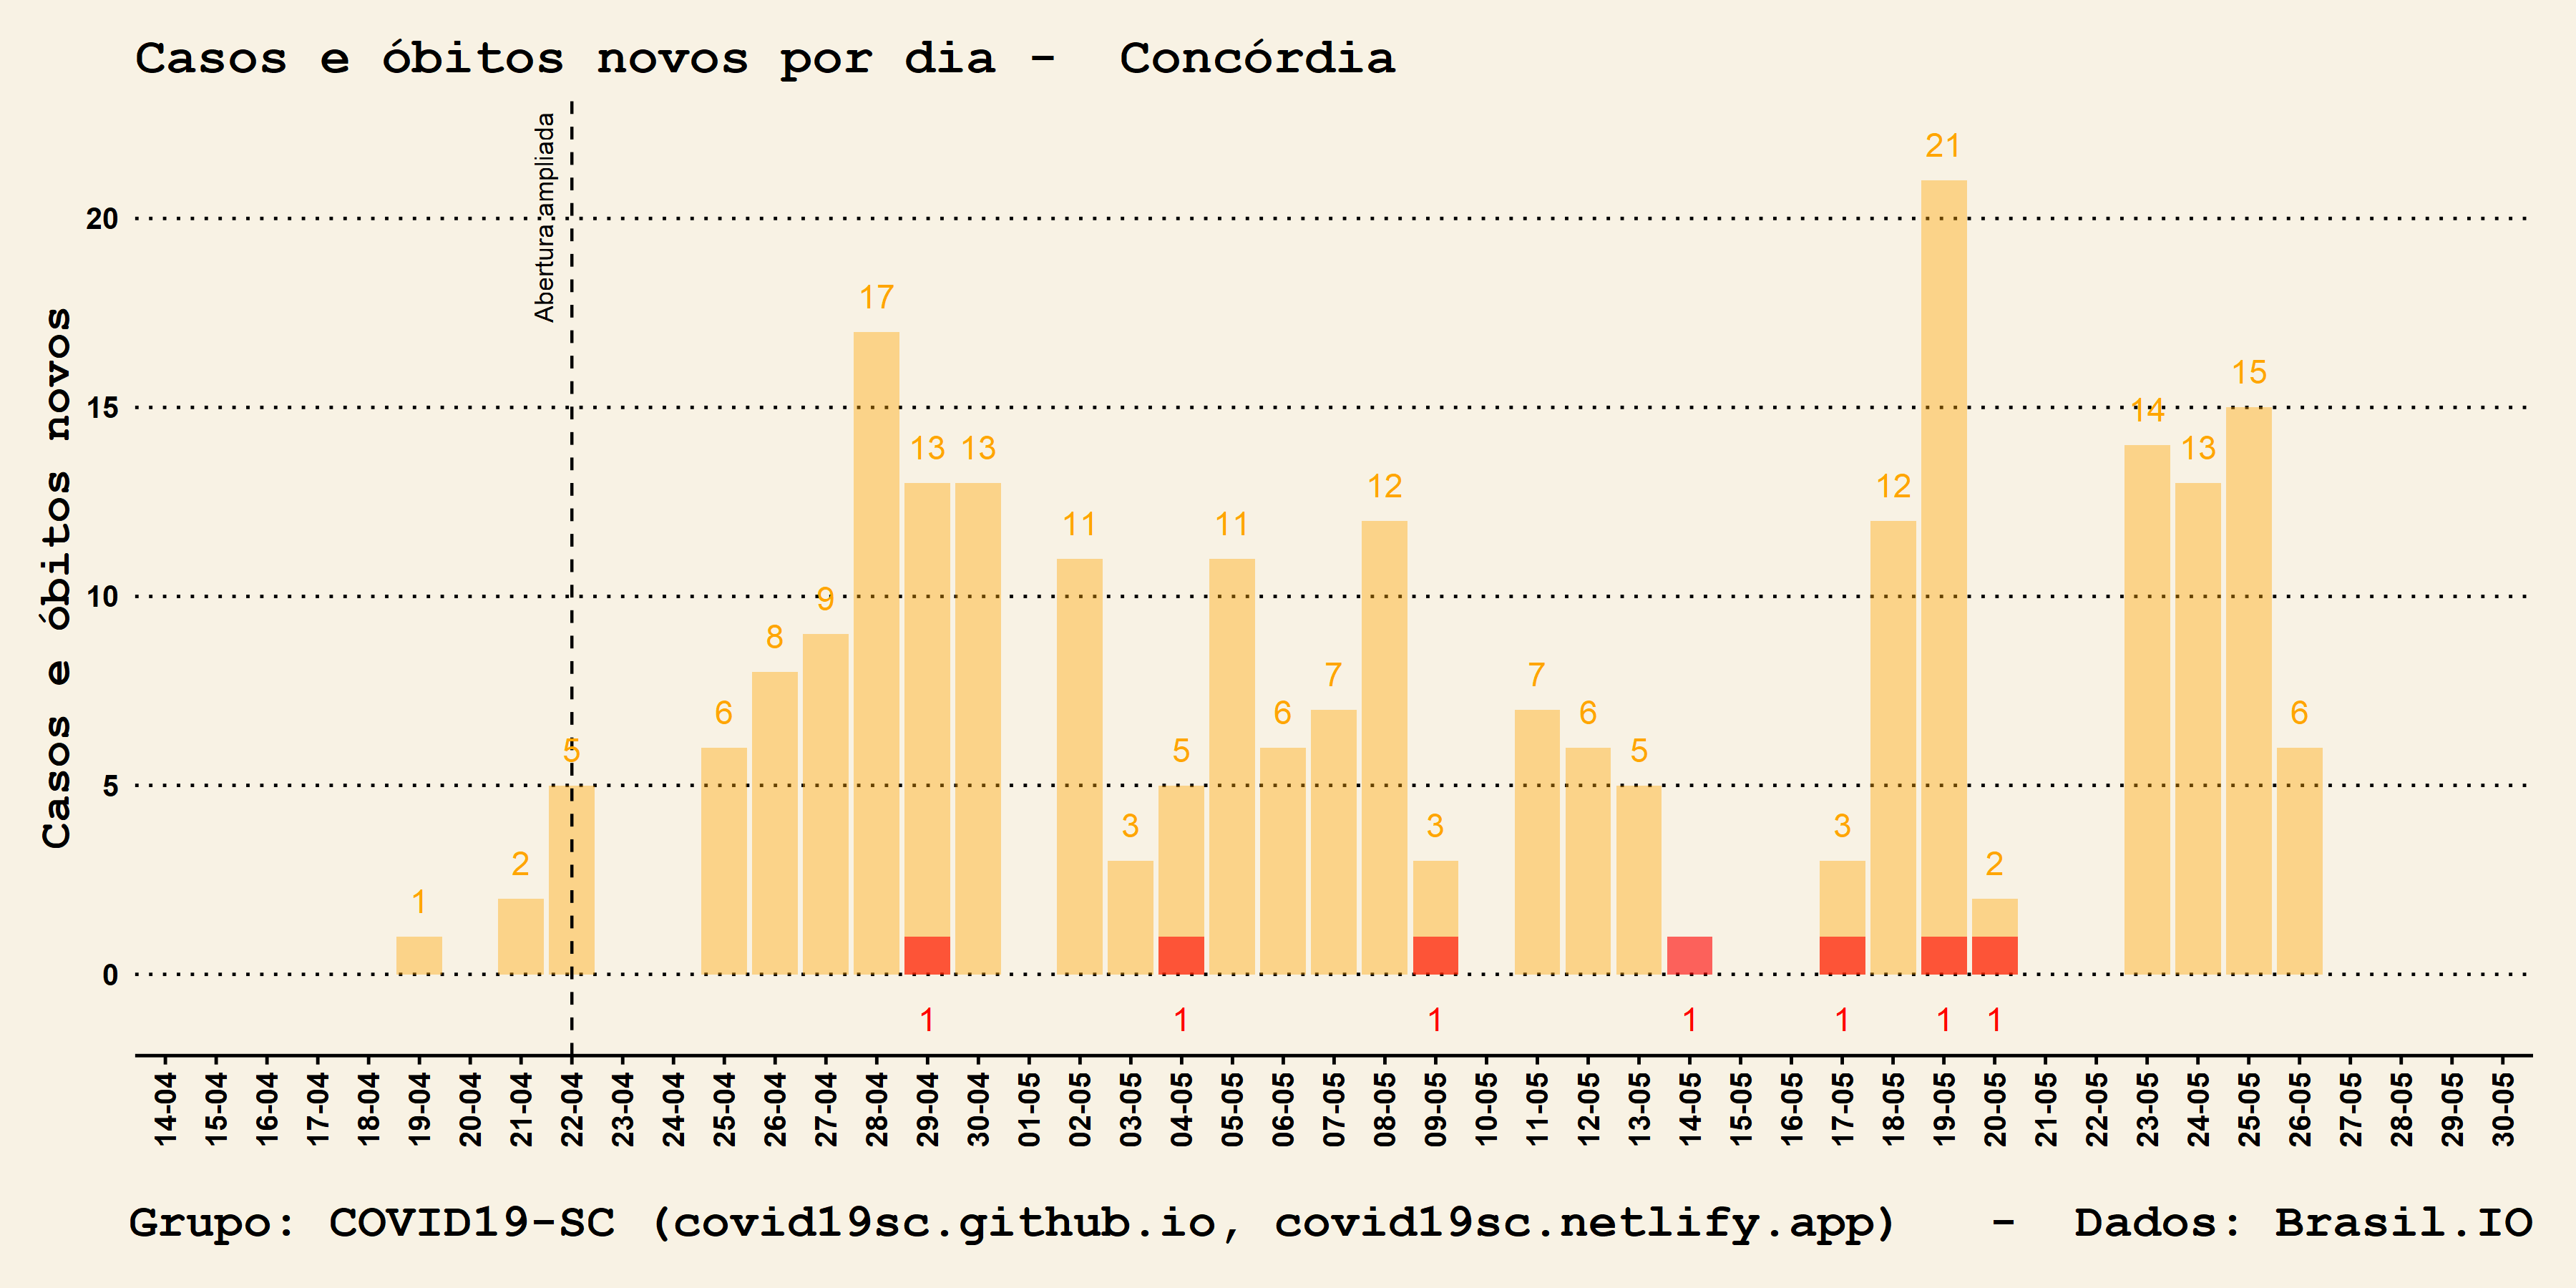 Casos e óbitos novos por dia -  Concórdia
Abertura ampliada
Casos e óbitos novos
20
15
10
5
0
1 2 5 6 8 9 17 13 13 11 3 5 11 6 7 12 3 7 6 5 3 12 21 2 14 13 15 6
1 1 1 1 1 1 1
14-04 15-04 16-04 17-04 18-04 19-04 20-04 21-04 22-04 23-04 24-04 25-04 26-04 27-04 28-04 29-04 30-04 01-05 02-05 03-05 04-05 05-05 06-05 07-05 08-05 09-05 10-05 11-05 12-05 13-05 14-05 15-05 16-05 17-05 18-05 19-05 20-05 21-05 22-05 23-05 24-05 25-05 26-05 27-05 28-05 29-05 30-05
Grupo: COVID19-SC (covid19sc.github.io, covid19sc.netlify.app)   -  Dados: Brasil.IO